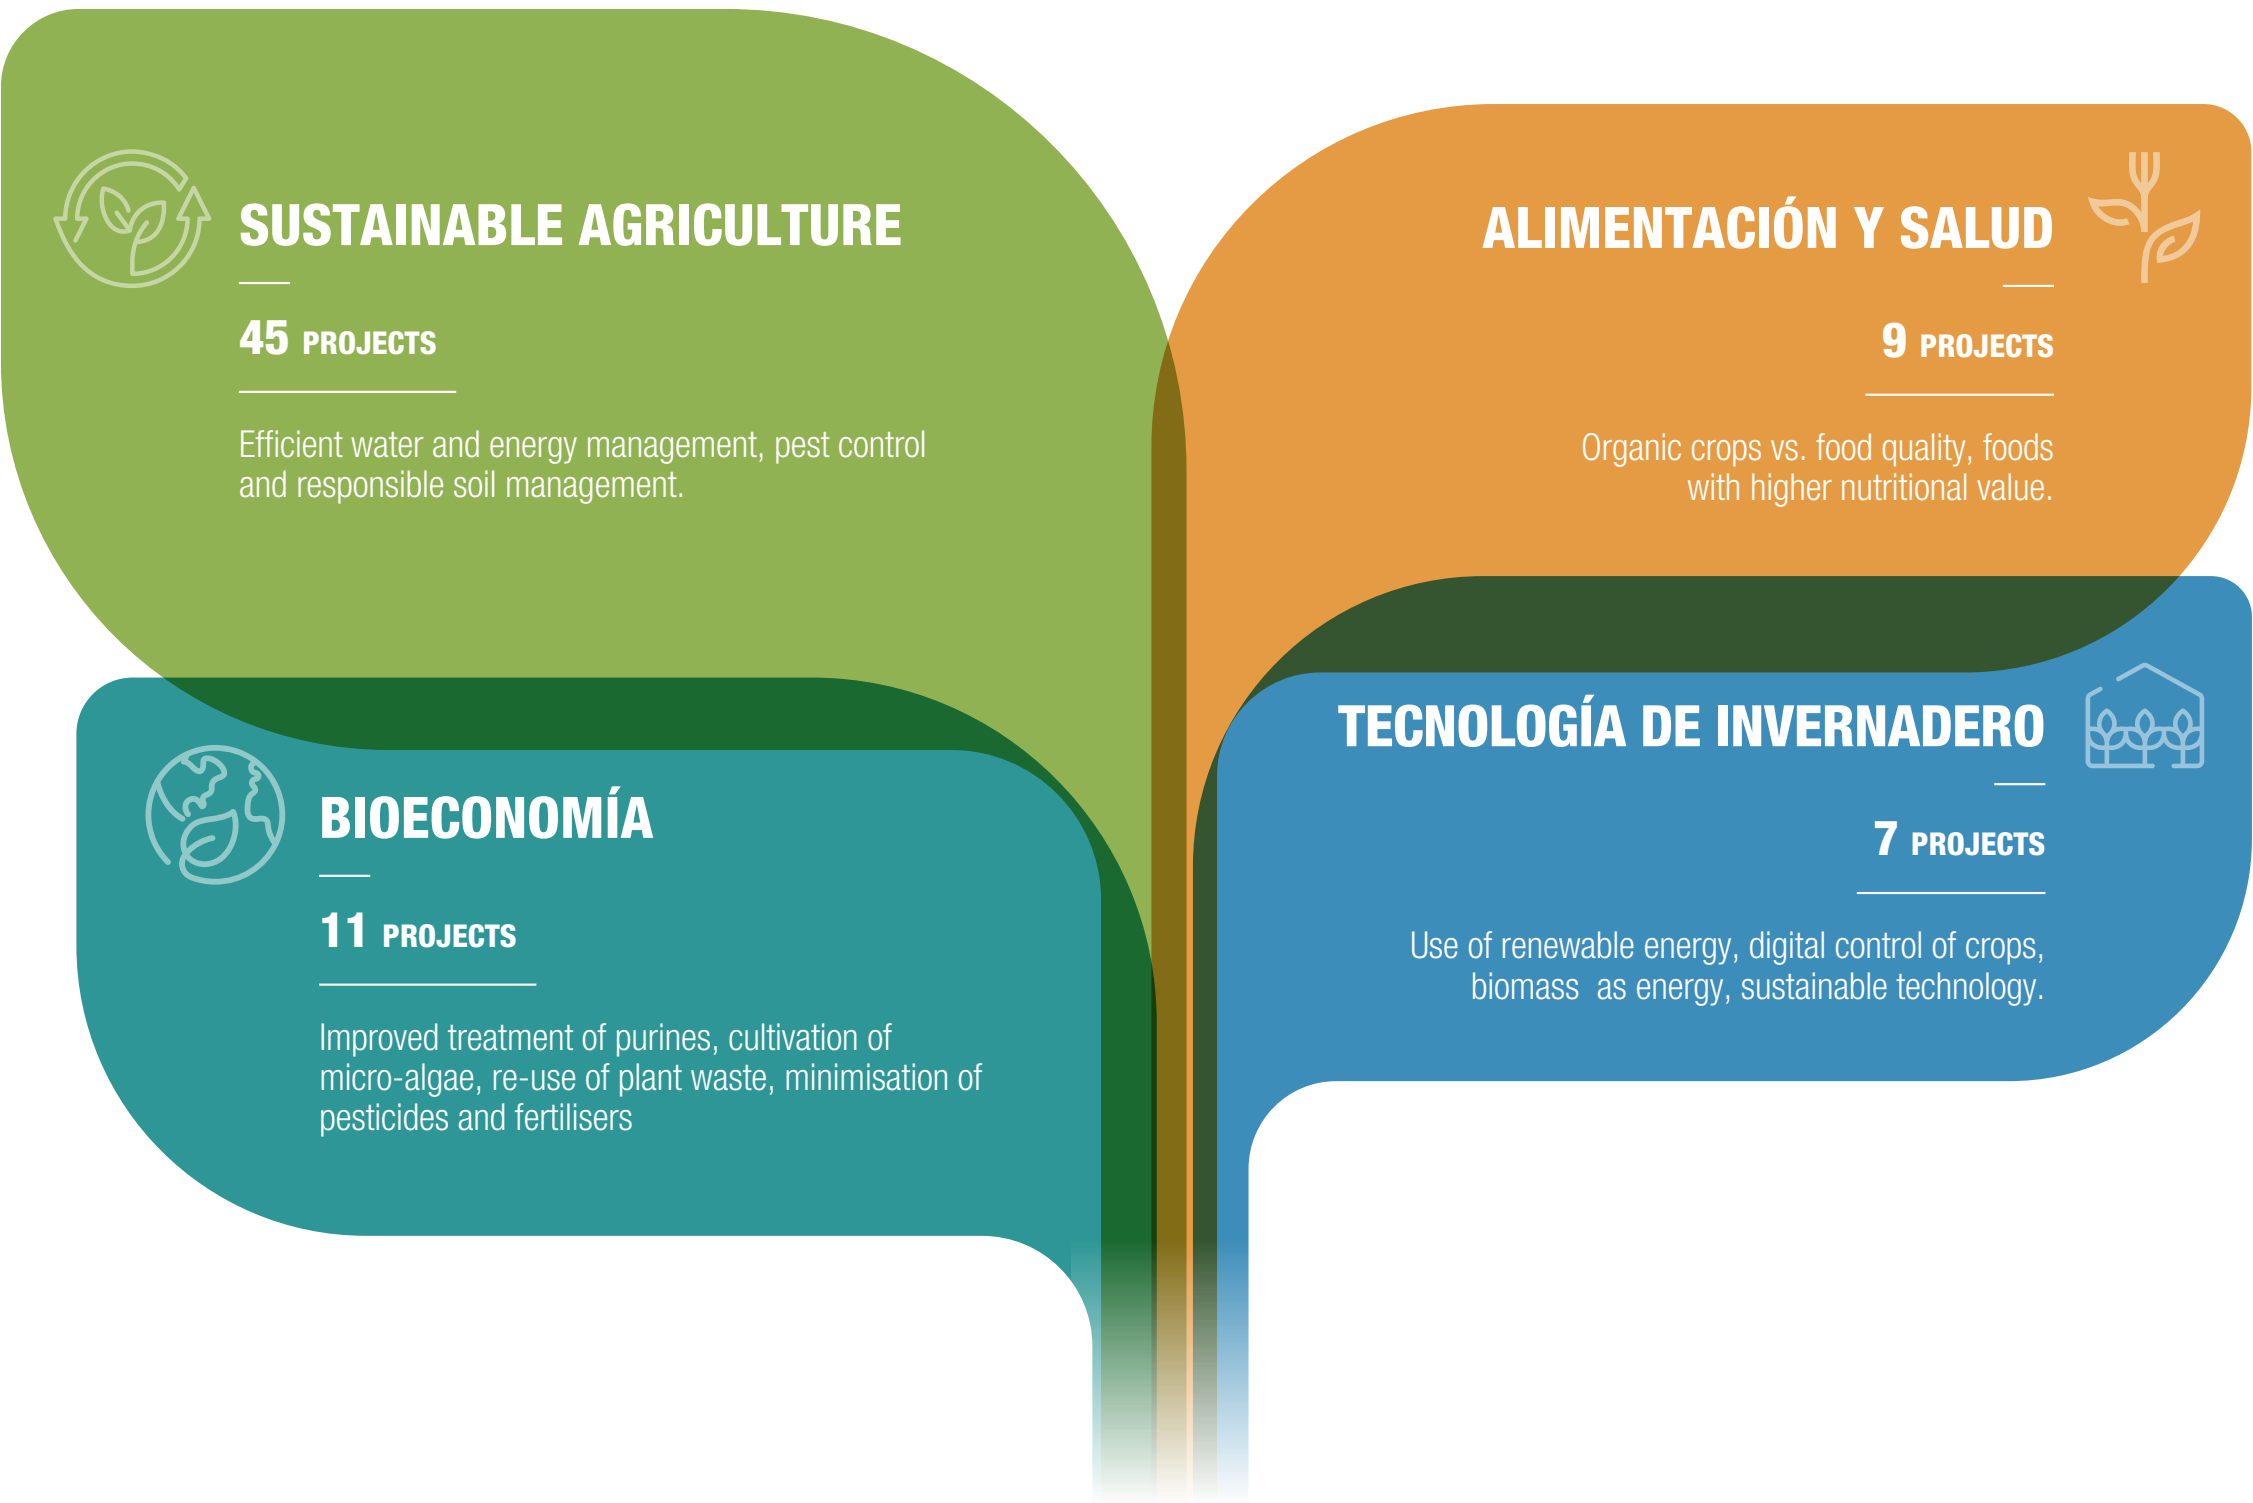 SUSTAINABLE AGRICULTURE
45 PROJECTS
Efficient water and energy management, pest control
and responsible soil management.
ALIMENTACIÓN Y SALUD
9 PROJECTS
Organic crops vs. food quality, foods
with higher nutritional value.
BIOECONOMÍA
11 PROJECTS
Improved treatment of purines, cultivation of
micro-algae, re-use of plant waste, minimisation of
pesticides and fertilisers
TECNOLOGÍA DE INVERNADERO
7 PROJECTS
Use of renewable energy, digital control of crops,
biomass as energy, sustainable technology.